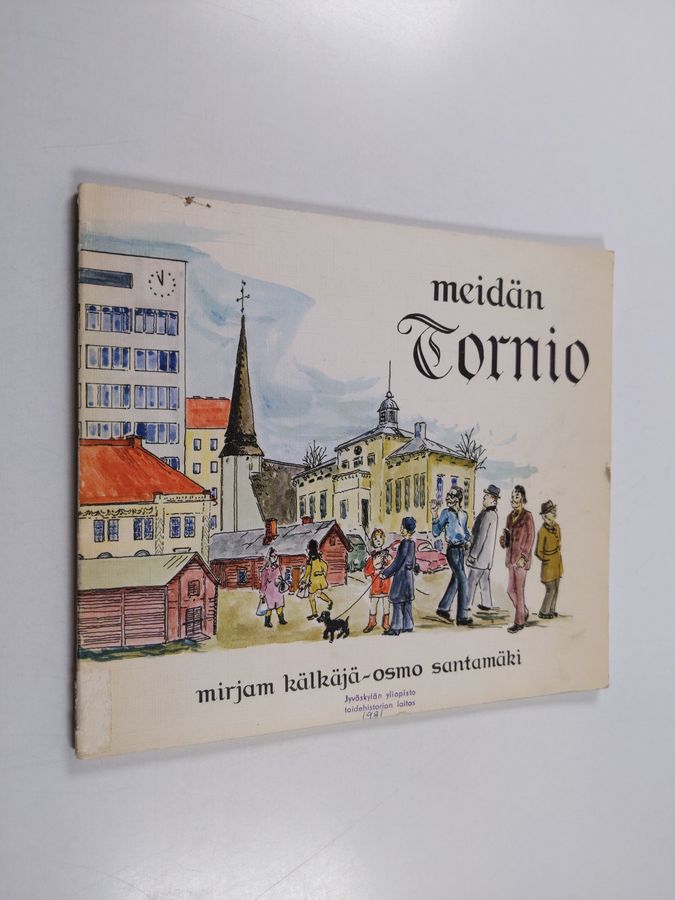 meidän
Tornio
mirjam kälkäjä-osmo santamäki
Jyväskylän yliopisto
taidehistorian laitos
1981